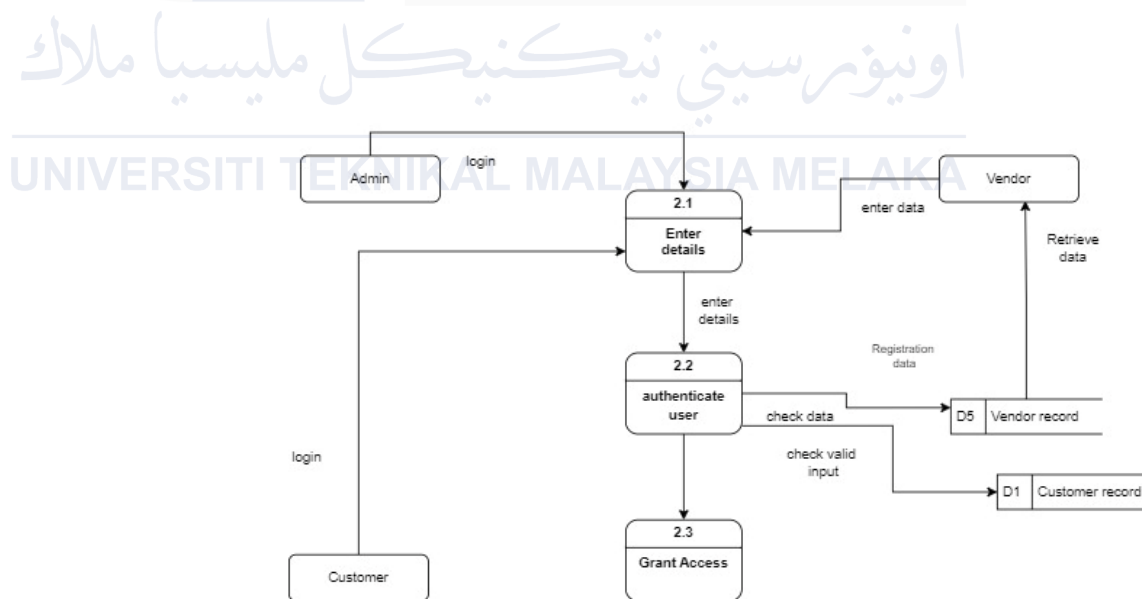 اونيۏرسيتي تيكنيكل مليسيا ملاك
UNIVERSITI TEKNIKAL MALAYSIA MELAKA
login
Admin
Vendor
2.1
enter data
Enter
details
Retrieve
data
enter
details
Registration
data
2.2
authenticate
user
check data
D5
Vendor record
check valid
input
login
D1
Customer record
2.3
Grant Access
Customer